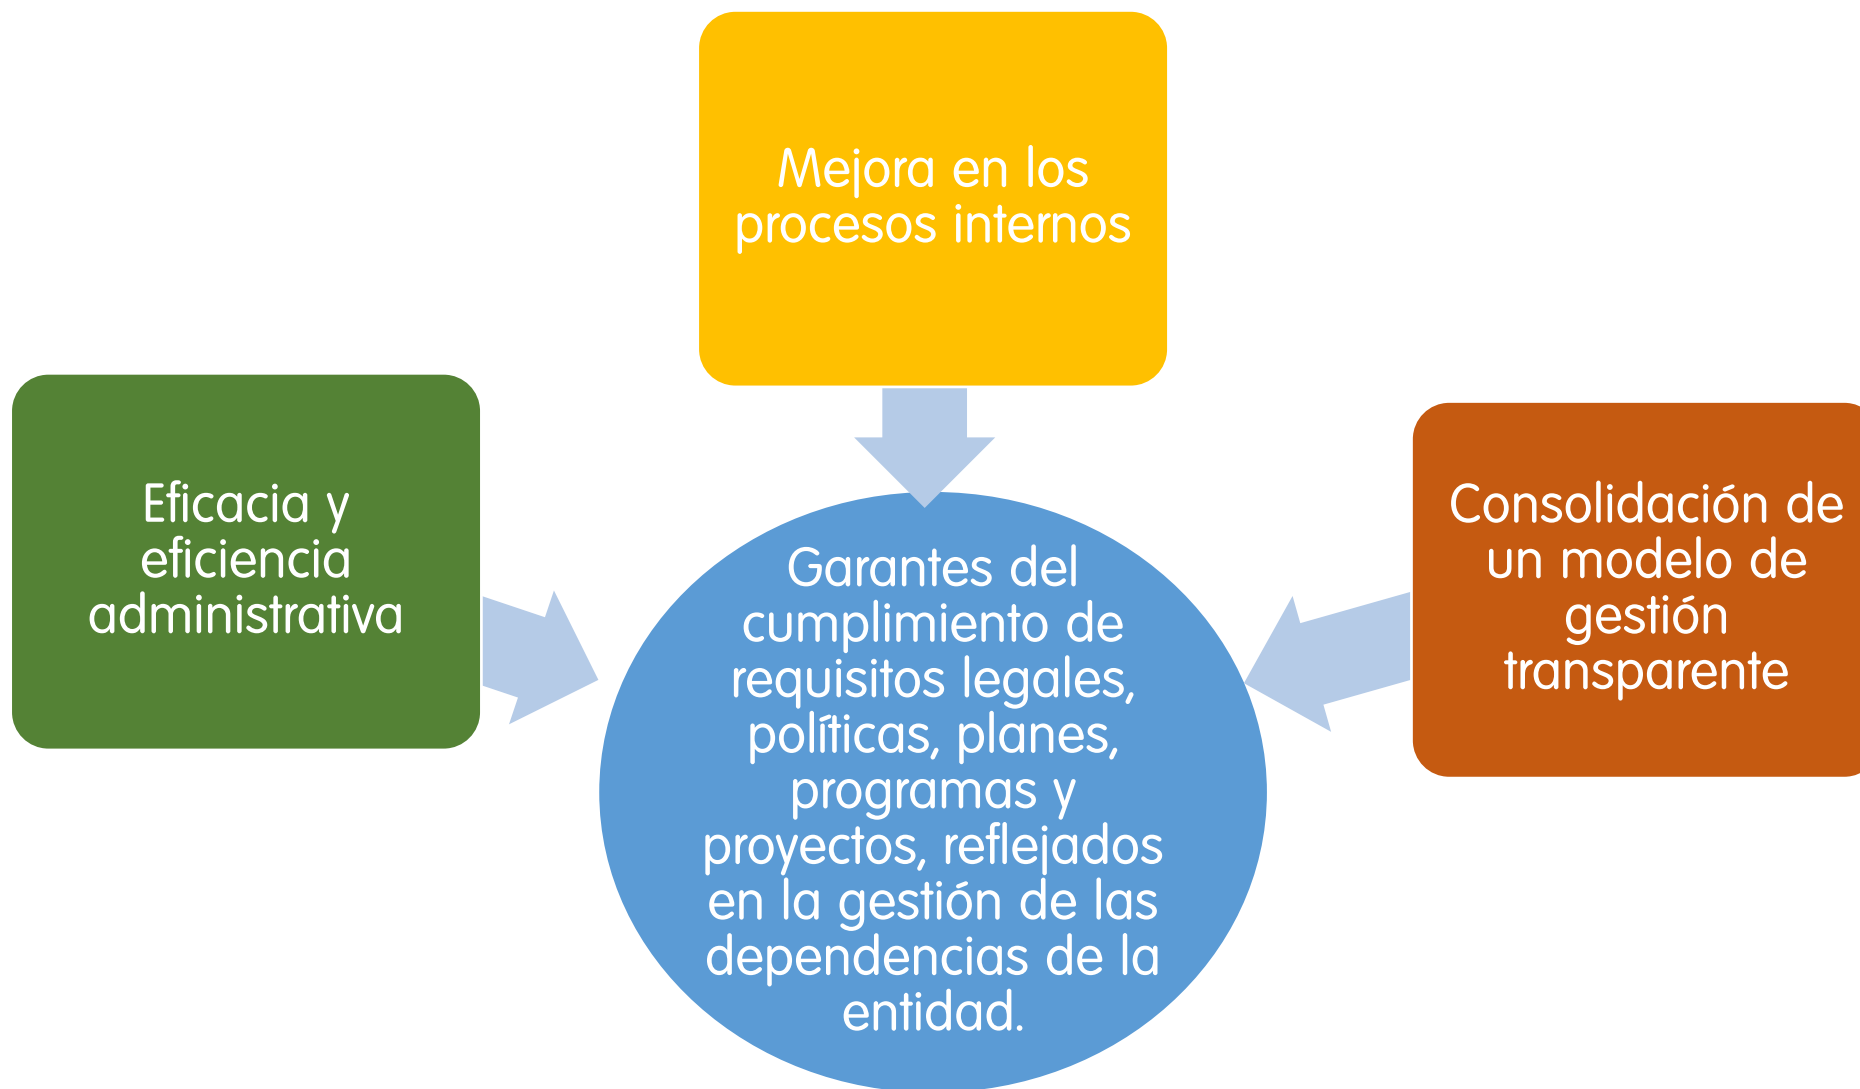 Mejora en los
procesos internos
Eficacia y
eficiencia
administrativa
Consolidación de
un modelo de
gestión
transparente
Garantes del
cumplimiento de
requisitos legales,
políticas, planes,
programas y
proyectos, reflejados
en la gestión de las
dependencias de la
entidad.